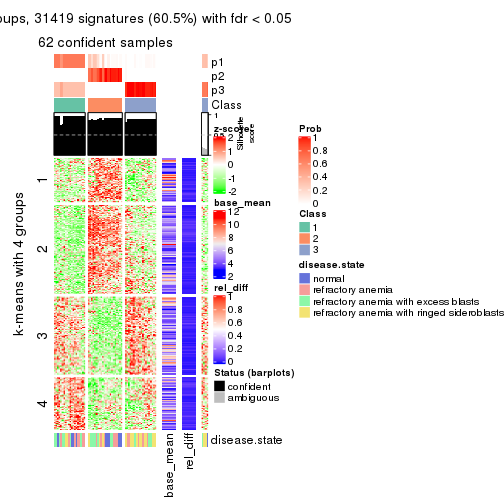 oups, 31419 signatures (60.5%) with fdr < 0.05
62 confident samples
p1
p2
p3
Class
1
Silhouette
score
z-score
2
1
0
-1
-2
base_mean
12
10
8
6
4
2
rel_diff
1
0.8
0.6
0.4
0.2
0
Status (barplots)
confident
ambiguous
Prob
1
0.8
0.6
0.4
0.2
0
Class
1
2
3
disease.state
normal
refractory anemia
refractory anemia with excess blasts
refractory anemia with ringed sideroblasts
k-means with 4 groups
1
2
3
4
disease.state
base_mean
rel_diff